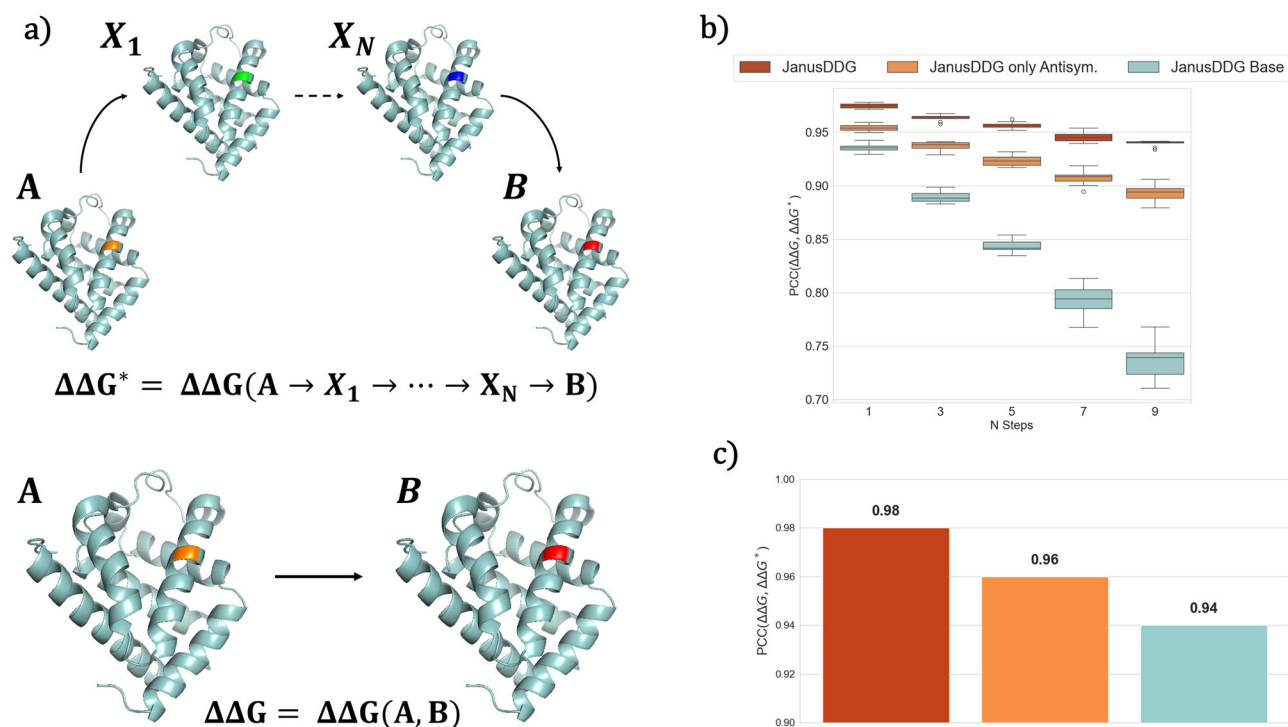 a)
X₁
X_N
A
B
ΔΔG* = ΔΔG(A → X₁ → ⋯ → X_N → B)
A
B
ΔΔG = ΔΔG(A, B)
b)
JanusDDG
JanusDDG only Antisym.
JanusDDG Base
PCC(ΔΔG, ΔΔG*)
0.95
0.90
0.85
0.80
0.75
0.70
1 3 5 7 9
N Steps
c)
PCC(ΔΔG, ΔΔG*)
1.00
0.98
0.96
0.94
0.92
0.90
0.98
0.96
0.94